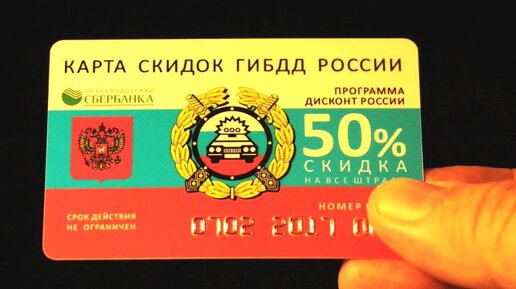 КАРТА СКИДОК ГИБДД РОССИИ
СБЕРБАНКА
ПРОГРАММА
ДИСКОНТ РОССИИ
50%
СКИДКА
НА ВСЕ
СРОК ДЕЙСТВИЯ
НЕ ОГРАНИЧЕН
НОМЕР
0702 2017